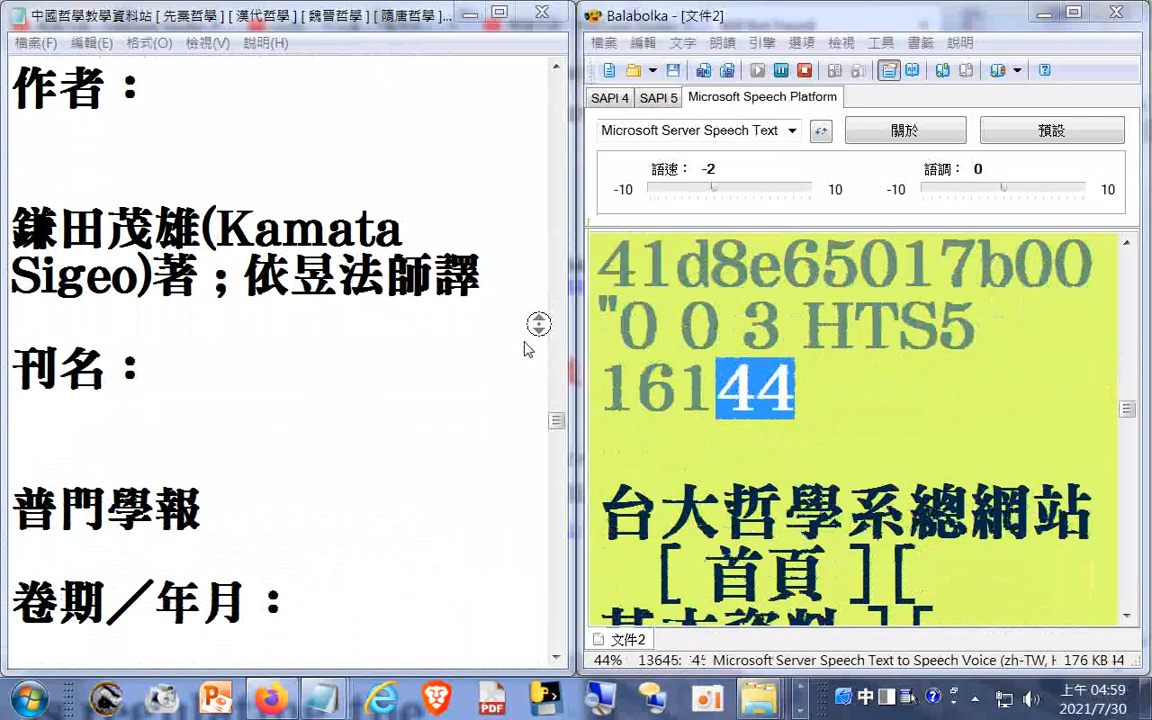 中國哲學教學資料站 [ 先秦哲學 ] [ 漢代哲學 ] [ 魏晉哲學 ] [ 隋唐哲學 ]...
檔案(F) 編輯(E) 格式(O) 檢視(V) 說明(H)
作者：
鎌田茂雄(Kamata
Sigeo)著；依昱法師譯
刊名：
普門學報
卷期／年月：
Balabolka - [文件2]
檔案 編輯 文字 朗讀 引擎 選項 檢視 工具 書籤 說明
SAPI 4 SAPI 5 Microsoft Speech Platform
Microsoft Server Speech Text 關於 預設
語速： -2 語調： 0
-10 10 -10 10
41d8e65017b00
"0 0 3 HTS5
16144
台大哲學系總網站
[ 首頁 ][
基本資料 ][
文件2
44% 13645: Microsoft Server Speech Text to Speech Voice (zh-TW, 176 KB
中
上午 04:59
2021/7/30